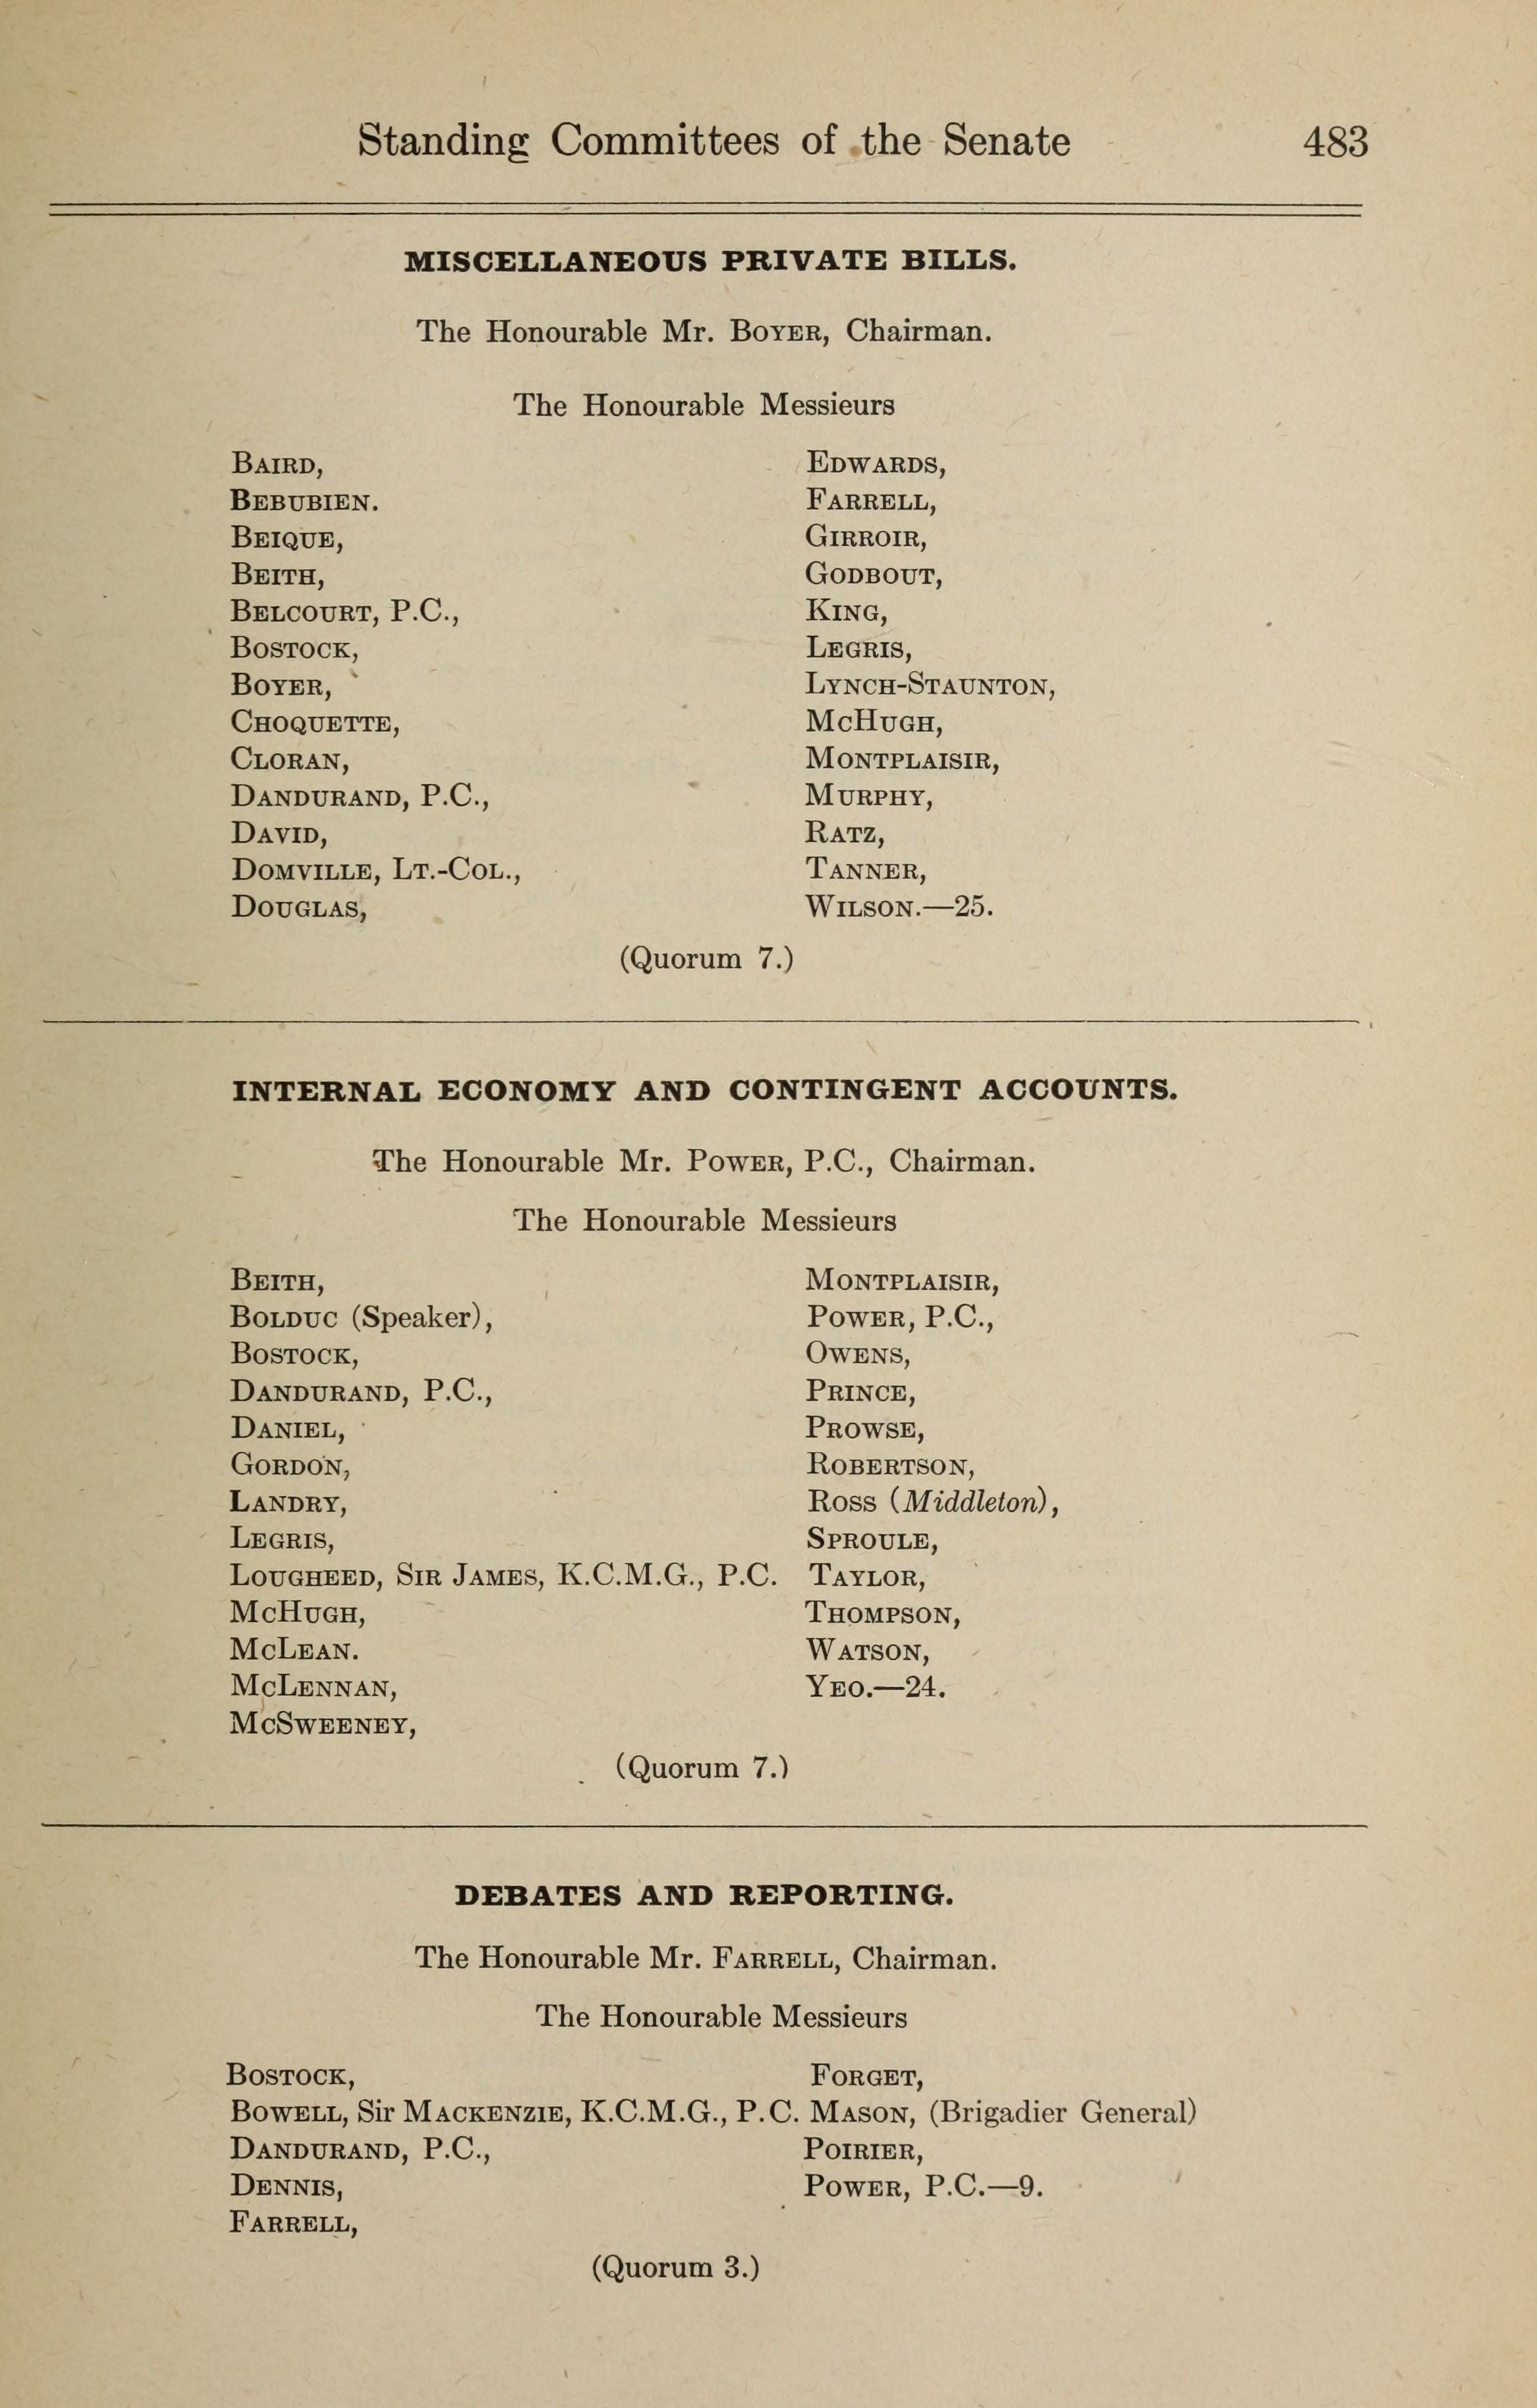 Standing Committees of the Senate 483
MISCELLANEOUS PRIVATE BILLS.
The Honourable Mr. BOYER, Chairman.
The Honourable Messieurs
BAIRD, EDWARDS,
BEBUBIEN. FARRELL,
BEIQUE, GIRROIR,
BEITH, GODBOUT,
BELCOURT, P.C., KING,
BOSTOCK, LEGRIS,
BOYER, LYNCH-STAUNTON,
CHOQUETTE, MCHUGH,
CLORAN, MONTPLAISIR,
DANDURAND, P.C., MURPHY,
DAVID, RATZ,
DOMVILLE, LT.-COL., TANNER,
DOUGLAS, WILSON.—25.
(Quorum 7.)
INTERNAL ECONOMY AND CONTINGENT ACCOUNTS.
The Honourable Mr. POWER, P.C., Chairman.
The Honourable Messieurs
BEITH, MONTPLAISIR,
BOLDUC (Speaker), POWER, P.C.,
BOSTOCK, OWENS,
DANDURAND, P.C., PRINCE,
DANIEL, PROWSE,
GORDON, ROBERTSON,
LANDRY, ROSS (Middleton),
LEGRIS, SPROULE,
LOUGHEED, SIR JAMES, K.C.M.G., P.C. TAYLOR,
MCHUGH, THOMPSON,
MCLEAN. WATSON,
MCLENNAN, YEO.—24.
MCSWEENEY,
(Quorum 7.)
DEBATES AND REPORTING.
The Honourable Mr. FARRELL, Chairman.
The Honourable Messieurs
BOSTOCK, FORGET,
BOWELL, Sir MACKENZIE, K.C.M.G., P.C. MASON, (Brigadier General)
DANDURAND, P.C., POIRIER,
DENNIS, POWER, P.C.—9.
FARRELL,
(Quorum 3.)